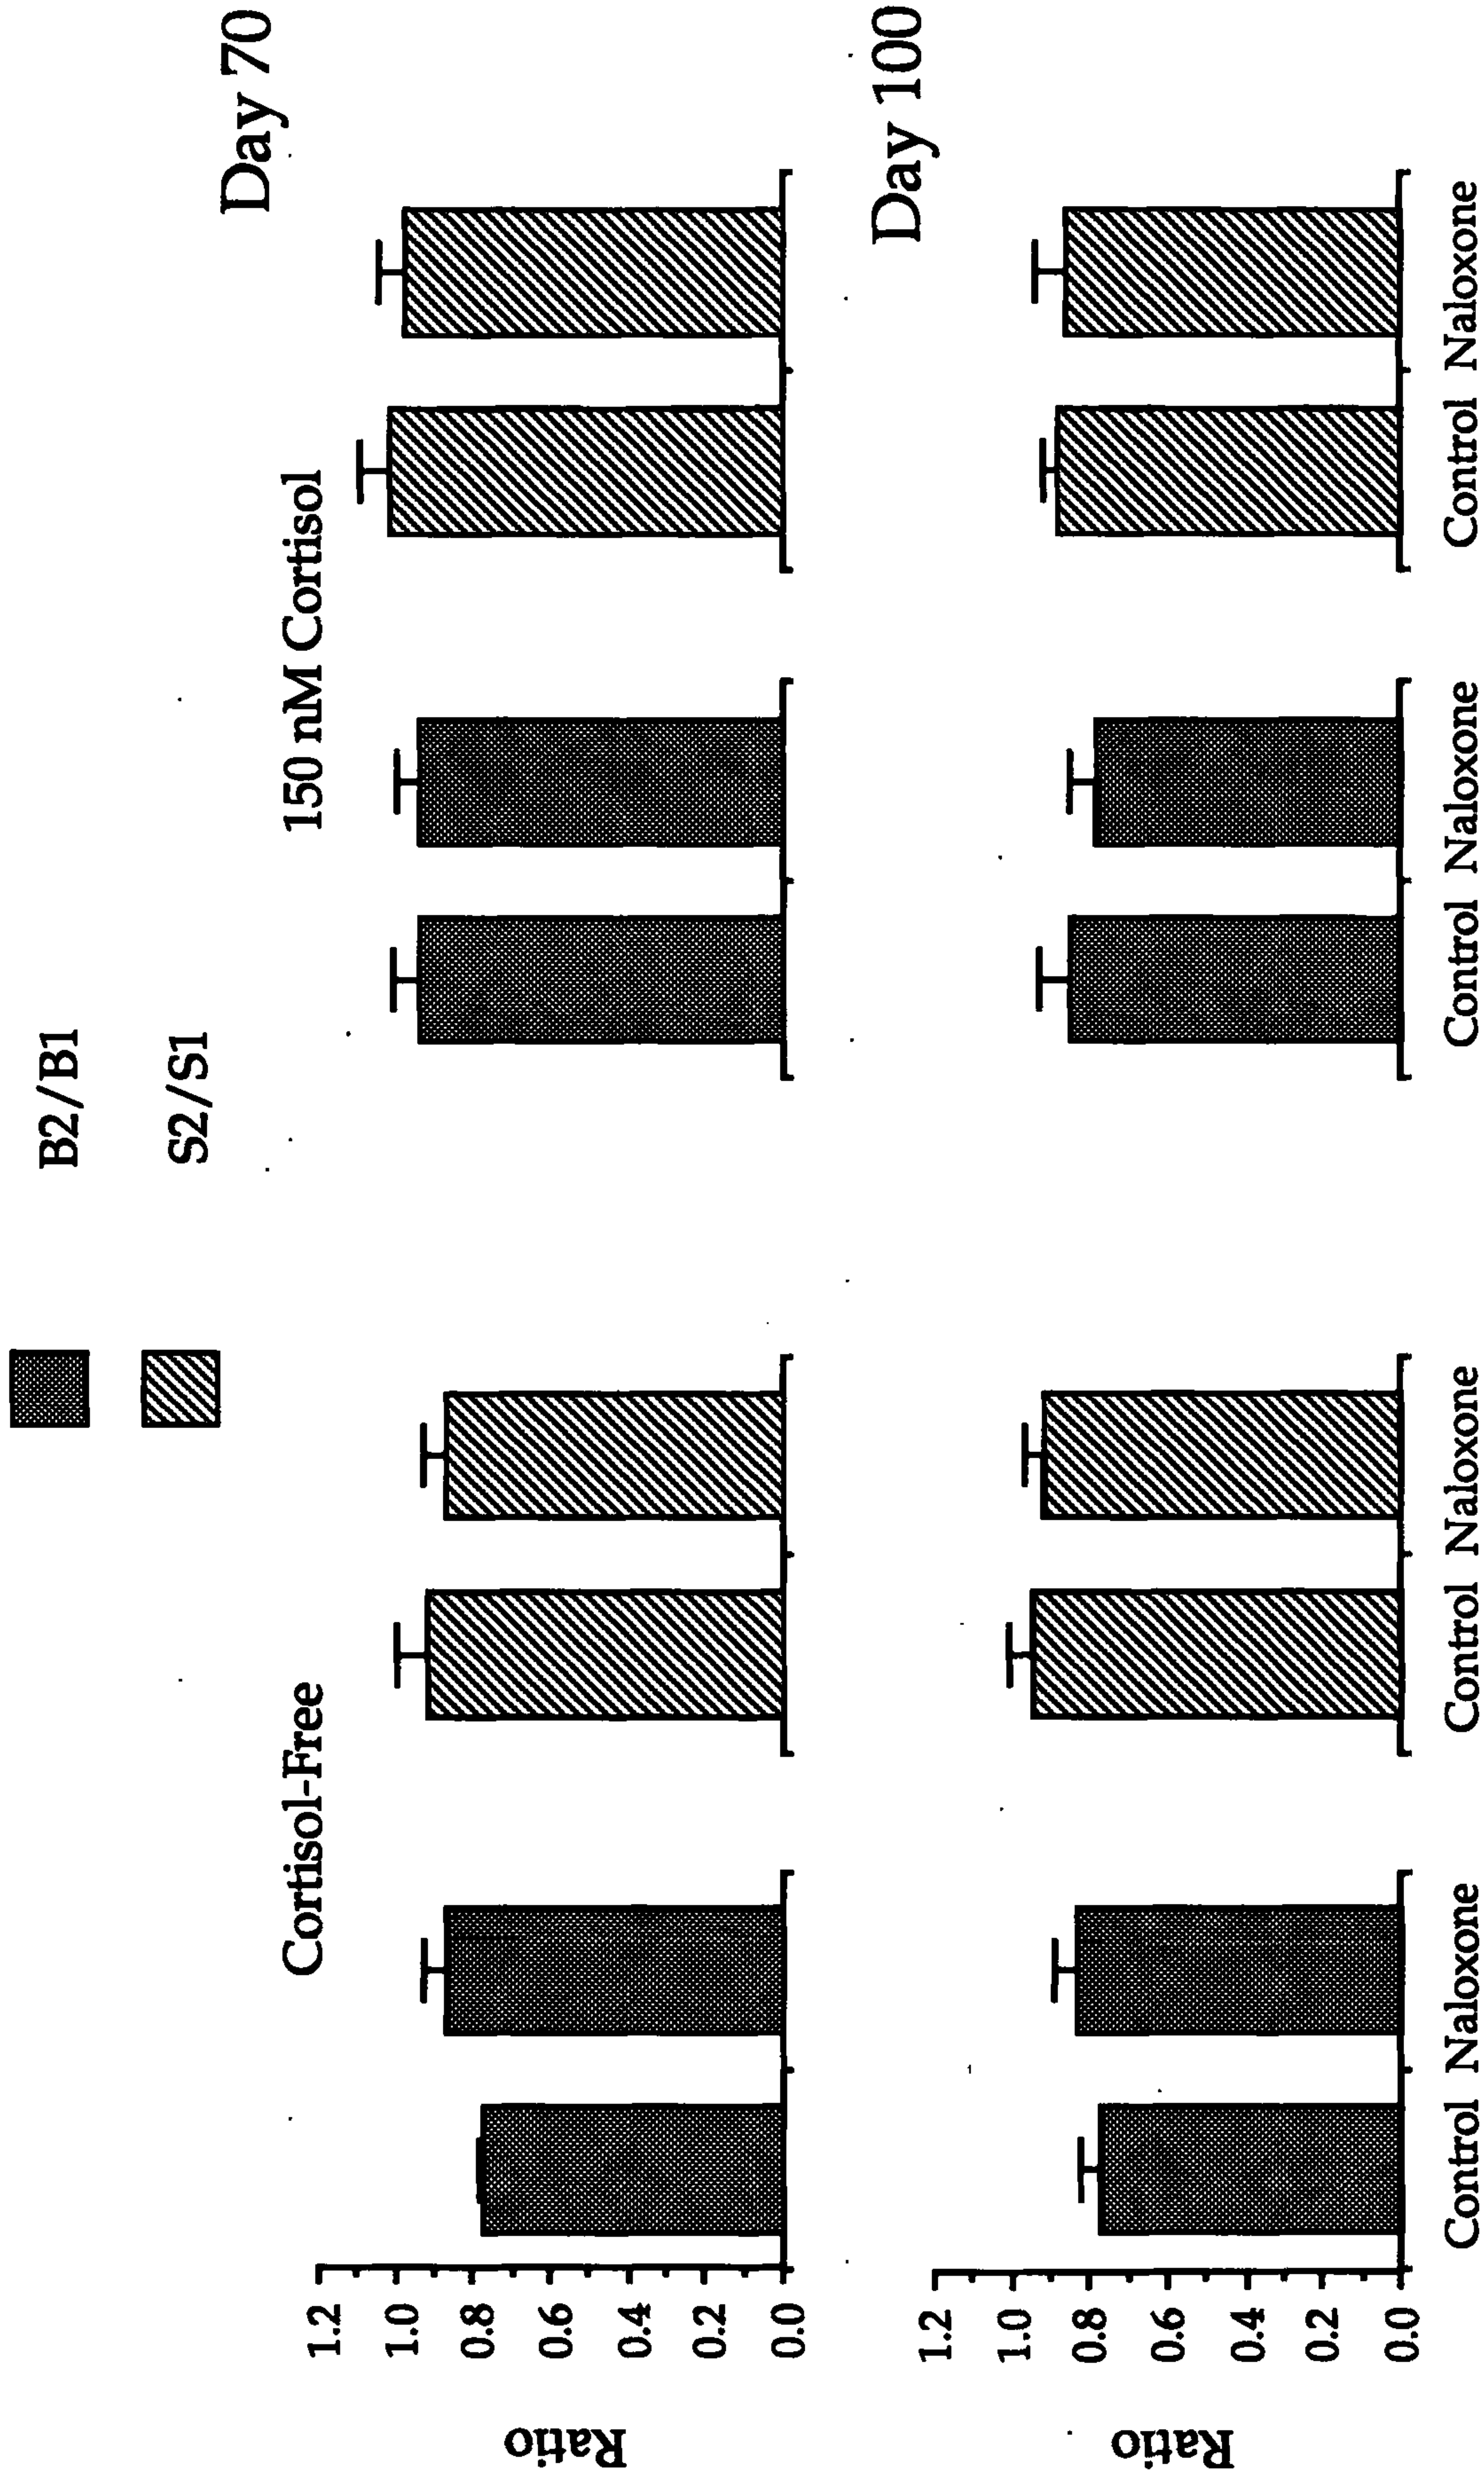 B2/B1
S2/S1
Day 70
Cortisol-Free
150 nM Cortisol
Ratio
1.2
1.0
0.8
0.6
0.4
0.2
0.0
Day 100
Ratio
1.2
1.0
0.8
0.6
0.4
0.2
0.0
Control Naloxone Control Naloxone Control Naloxone Control Naloxone